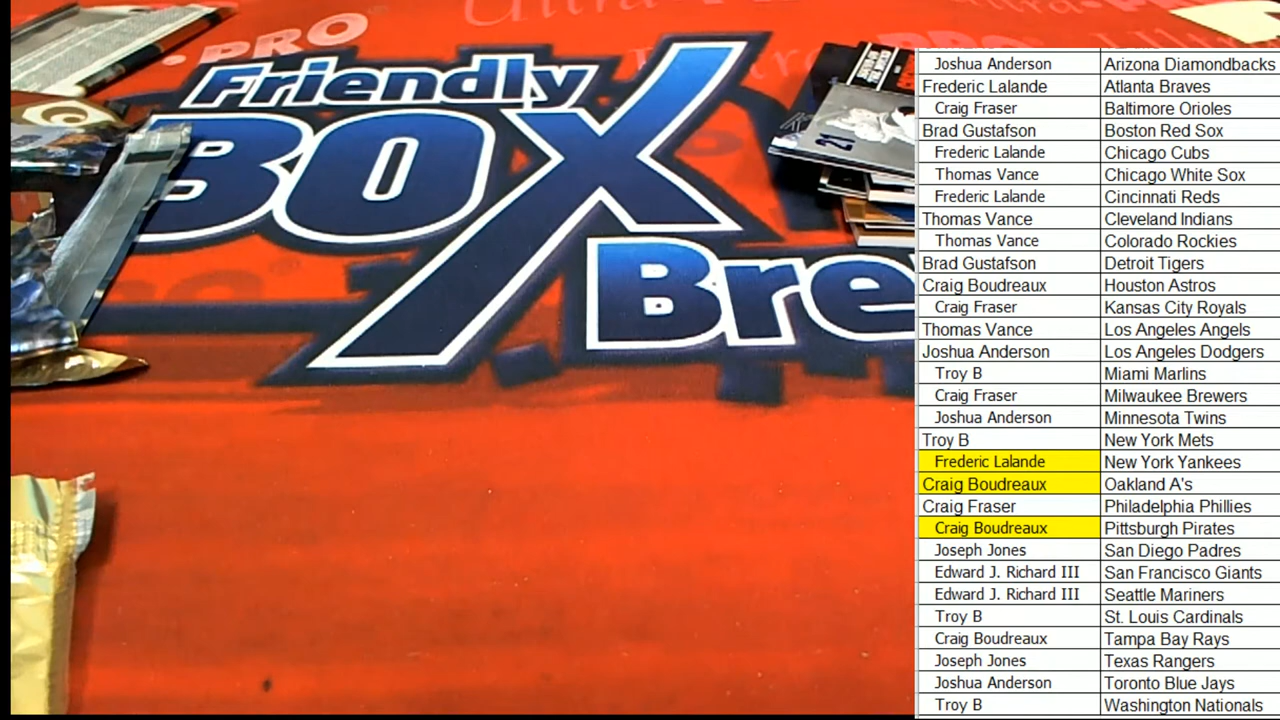 .PRO
Ultra-PRO
Friendly
BOX
Bre
21
Joshua Anderson Arizona Diamondbacks
Frederic Lalande Atlanta Braves
Craig Fraser Baltimore Orioles
Brad Gustafson Boston Red Sox
Frederic Lalande Chicago Cubs
Thomas Vance Chicago White Sox
Frederic Lalande Cincinnati Reds
Thomas Vance Cleveland Indians
Thomas Vance Colorado Rockies
Brad Gustafson Detroit Tigers
Craig Boudreaux Houston Astros
Craig Fraser Kansas City Royals
Thomas Vance Los Angeles Angels
Joshua Anderson Los Angeles Dodgers
Troy B Miami Marlins
Craig Fraser Milwaukee Brewers
Joshua Anderson Minnesota Twins
Troy B New York Mets
Frederic Lalande New York Yankees
Craig Boudreaux Oakland A's
Craig Fraser Philadelphia Phillies
Craig Boudreaux Pittsburgh Pirates
Joseph Jones San Diego Padres
Edward J. Richard III San Francisco Giants
Edward J. Richard III Seattle Mariners
Troy B St. Louis Cardinals
Craig Boudreaux Tampa Bay Rays
Joseph Jones Texas Rangers
Joshua Anderson Toronto Blue Jays
Troy B Washington Nationals